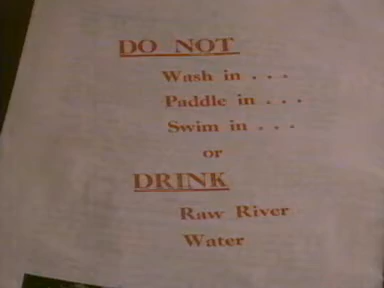 DO NOT
Wash in . . .
Paddle in . . .
Swim in . . .
or
DRINK
Raw River
Water